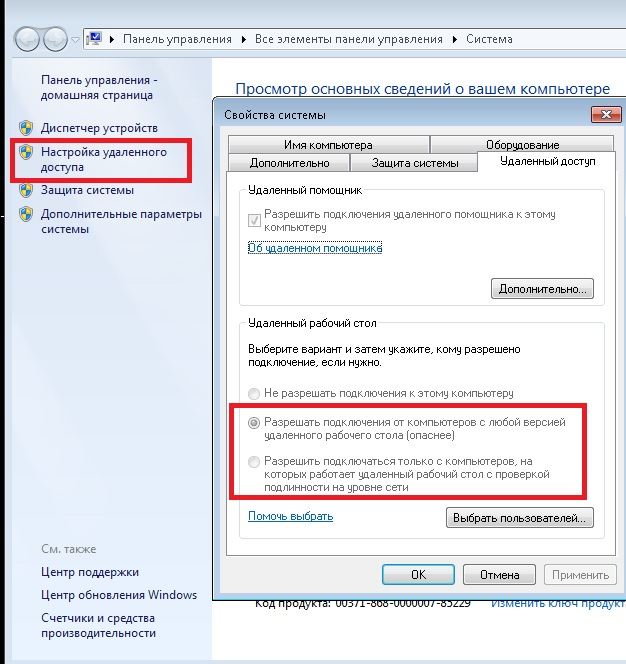 Панель управления
Все элементы панели управления
Система
Панель управления -
домашняя страница
Диспетчер устройств
Настройка удаленного
доступа
Защита системы
Дополнительные параметры
системы
См. также
Центр поддержки
Центр обновления Windows
Счетчики и средства
производительности
Просмотр основных сведений о вашем компьютере
Свойства системы
Имя компьютера
Оборудование
Дополнительно
Защита системы
Удаленный доступ
Удаленный помощник
Разрешить подключения удаленного помощника к этому
компьютеру
Об удаленном помощнике
Дополнительно...
Удаленный рабочий стол
Выберите вариант и затем укажите, кому разрешено
подключение, если нужно.
Не разрешать подключения к этому компьютеру
Разрешать подключения от компьютеров с любой версией
удаленного рабочего стола (опаснее)
Разрешить подключаться только с компьютеров, на
которых работает удаленный рабочий стол с проверкой
подлинности на уровне сети
Помочь выбрать
Выбрать пользователей...
ОК
Отмена
Применить
Код продукта: 00371-868-0000007-85229
Изменить ключ продукт